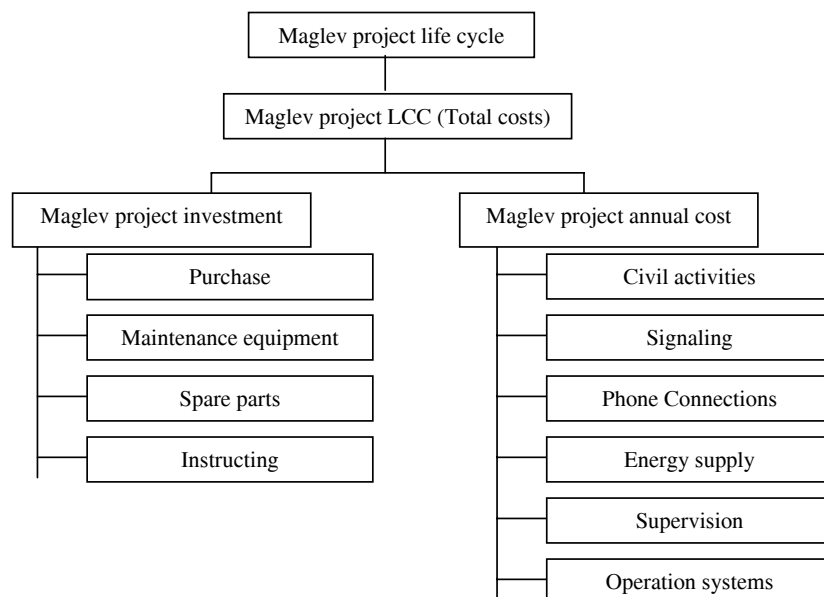 Maglev project life cycle
Maglev project LCC (Total costs)
Maglev project investment
Purchase
Maintenance equipment
Spare parts
Instructing
Maglev project annual cost
Civil activities
Signaling
Phone Connections
Energy supply
Supervision
Operation systems